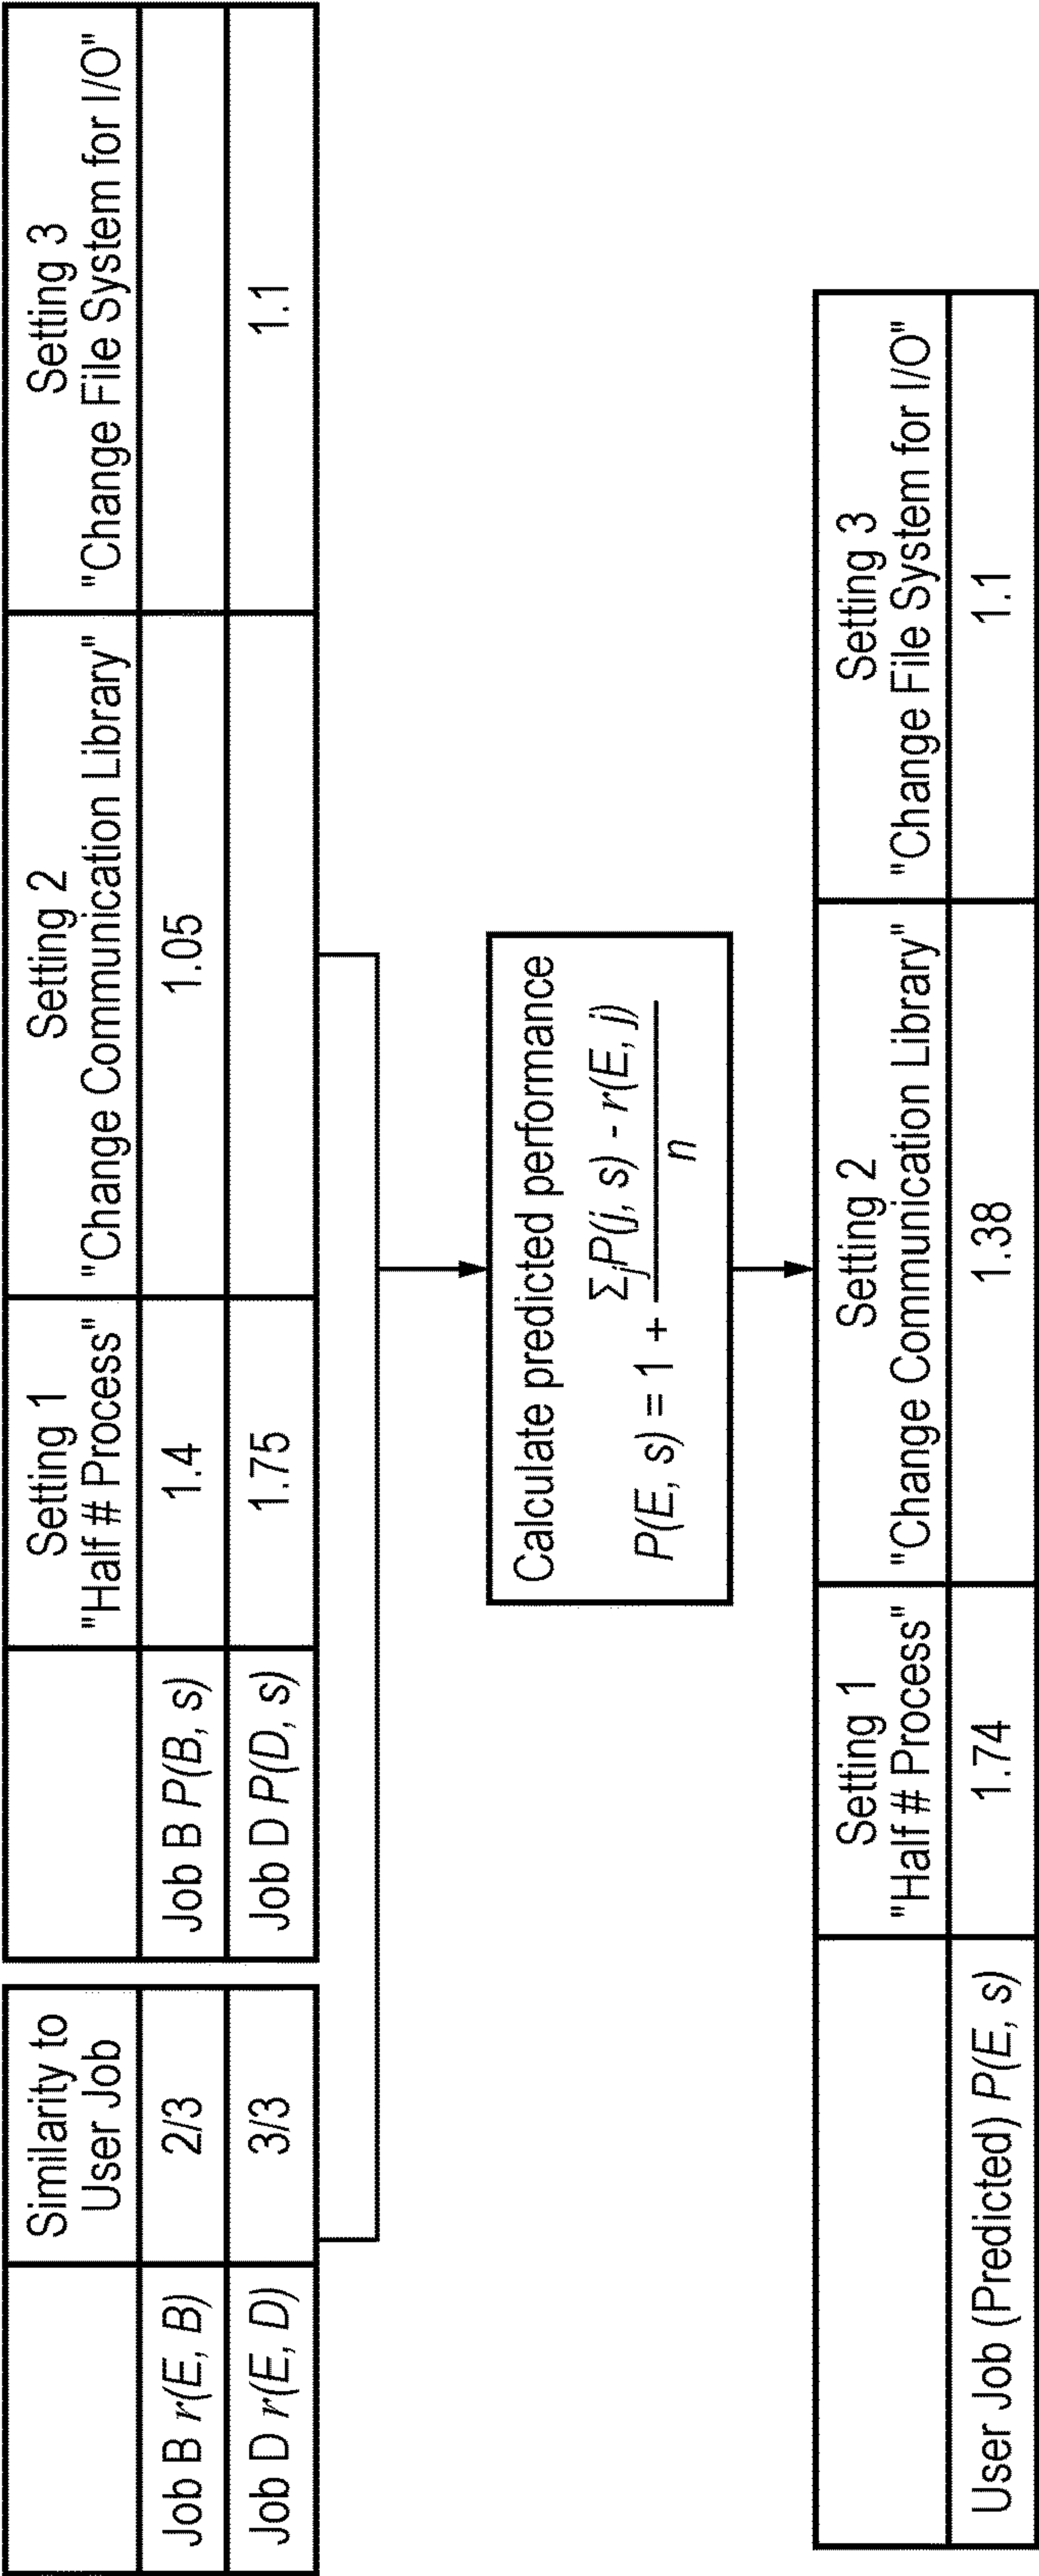 Similarity to
User Job
Job B r(E, B)
2/3
Job D r(E, D)
3/3
Setting 1
"Half # Process"
Setting 2
"Change Communication Library"
Setting 3
"Change File System for I/O"
Job B P(B, s)
1.4
1.05
Job D P(D, s)
1.75
1.1
Calculate predicted performance
P(E, s) = 1 + Σj P(j, s) - r(E, j) / n
Setting 1
"Half # Process"
Setting 2
"Change Communication Library"
Setting 3
"Change File System for I/O"
User Job (Predicted) P(E, s)
1.74
1.38
1.1